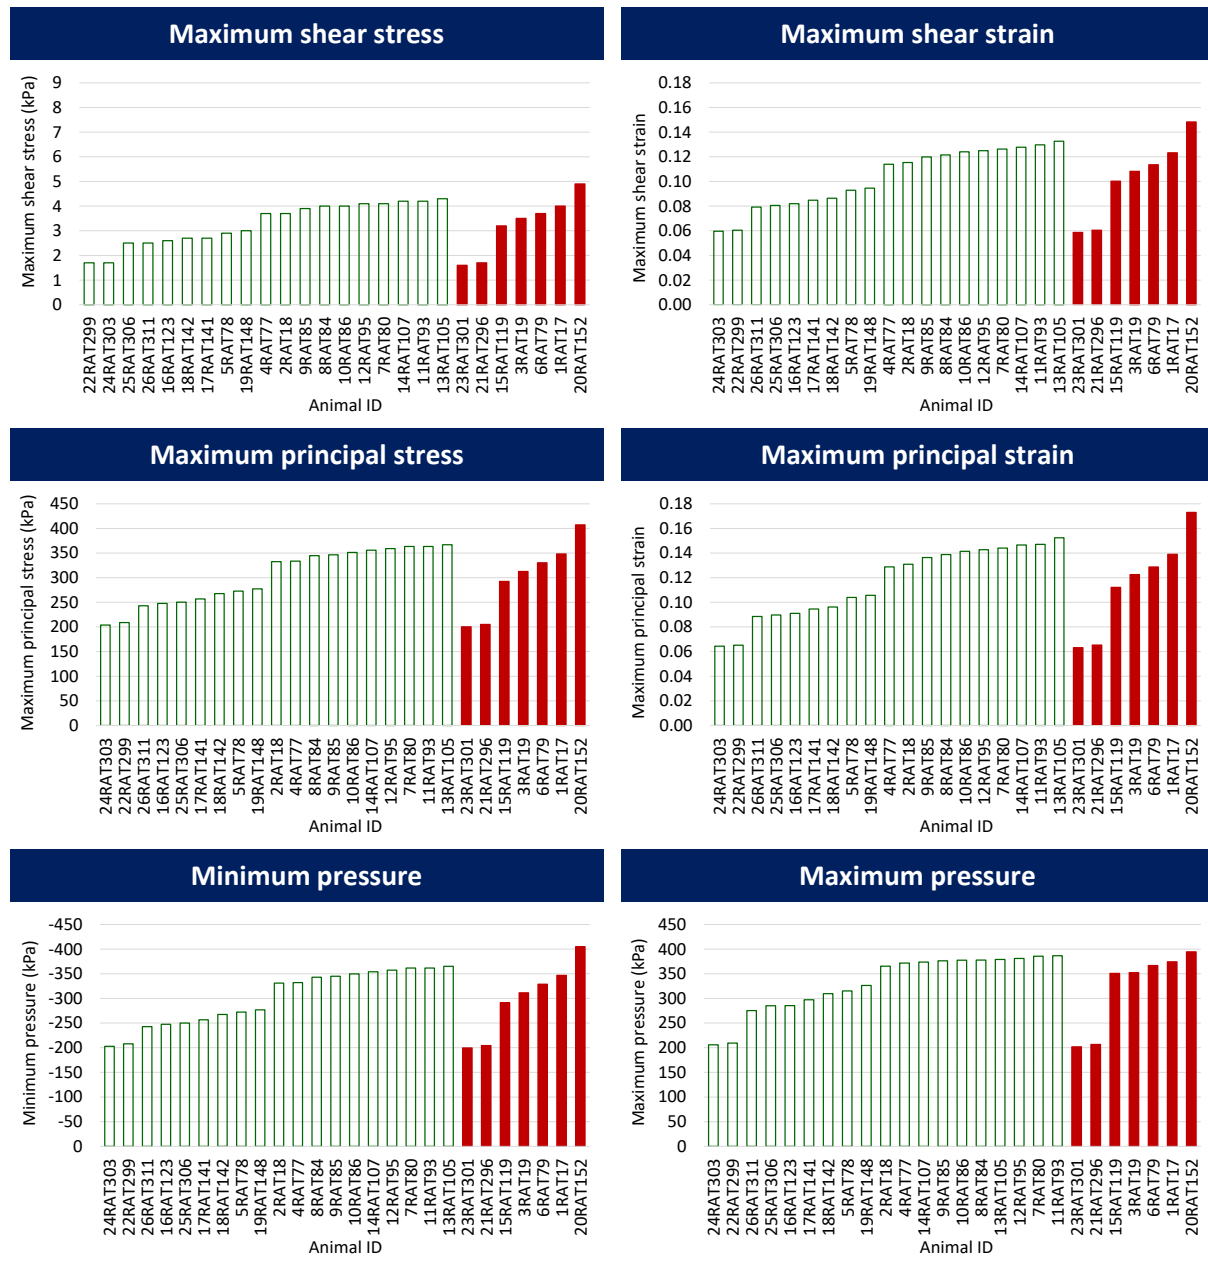 Maximum shear stress
Maximum shear stress (kPa)
9
8
7
6
5
4
3
2
1
0
22RAT299
24RAT303
25RAT306
26RAT311
16RAT123
18RAT142
17RAT141
5RAT78
19RAT148
4RAT77
2RAT18
9RAT85
8RAT84
10RAT86
12RAT95
7RAT80
14RAT107
11RAT93
13RAT105
23RAT301
21RAT296
15RAT119
3RAT19
6RAT79
1RAT17
20RAT152
Animal ID
Maximum shear strain
Maximum shear strain
0.18
0.16
0.14
0.12
0.10
0.08
0.06
0.04
0.02
0.00
24RAT303
22RAT299
26RAT311
25RAT306
16RAT123
17RAT141
18RAT142
5RAT78
19RAT148
4RAT77
2RAT18
9RAT85
8RAT84
10RAT86
12RAT95
7RAT80
14RAT107
11RAT93
13RAT105
23RAT301
21RAT296
15RAT119
3RAT19
6RAT79
1RAT17
20RAT152
Animal ID
Maximum principal stress
Maximum principal stress (kPa)
450
400
350
300
250
200
150
100
50
0
24RAT303
22RAT299
26RAT311
16RAT123
25RAT306
17RAT141
18RAT142
5RAT78
19RAT148
2RAT18
4RAT77
8RAT84
9RAT85
10RAT86
14RAT107
12RAT95
7RAT80
11RAT93
13RAT105
23RAT301
21RAT296
15RAT119
3RAT19
6RAT79
1RAT17
20RAT152
Animal ID
Maximum principal strain
Maximum principal strain
0.18
0.16
0.14
0.12
0.10
0.08
0.06
0.04
0.02
0.00
24RAT303
22RAT299
26RAT311
25RAT306
16RAT123
17RAT141
18RAT142
5RAT78
19RAT148
4RAT77
2RAT18
9RAT85
8RAT84
10RAT86
12RAT95
7RAT80
14RAT107
11RAT93
13RAT105
23RAT301
21RAT296
15RAT119
3RAT19
6RAT79
1RAT17
20RAT152
Animal ID
Minimum pressure
Minimum pressure (kPa)
-450
-400
-350
-300
-250
-200
-150
-100
-50
0
24RAT303
22RAT299
26RAT311
16RAT123
25RAT306
17RAT141
18RAT142
5RAT78
19RAT148
2RAT18
4RAT77
8RAT84
9RAT85
10RAT86
14RAT107
12RAT95
7RAT80
11RAT93
13RAT105
23RAT301
21RAT296
15RAT119
3RAT19
6RAT79
1RAT17
20RAT152
Animal ID
Maximum pressure
Maximum pressure (kPa)
450
400
350
300
250
200
150
100
50
0
24RAT303
22RAT299
26RAT311
25RAT306
16RAT123
17RAT141
18RAT142
5RAT78
19RAT148
2RAT18
4RAT77
14RAT107
9RAT85
10RAT86
8RAT84
13RAT105
12RAT95
7RAT80
11RAT93
23RAT301
21RAT296
15RAT119
3RAT19
6RAT79
1RAT17
20RAT152
Animal ID